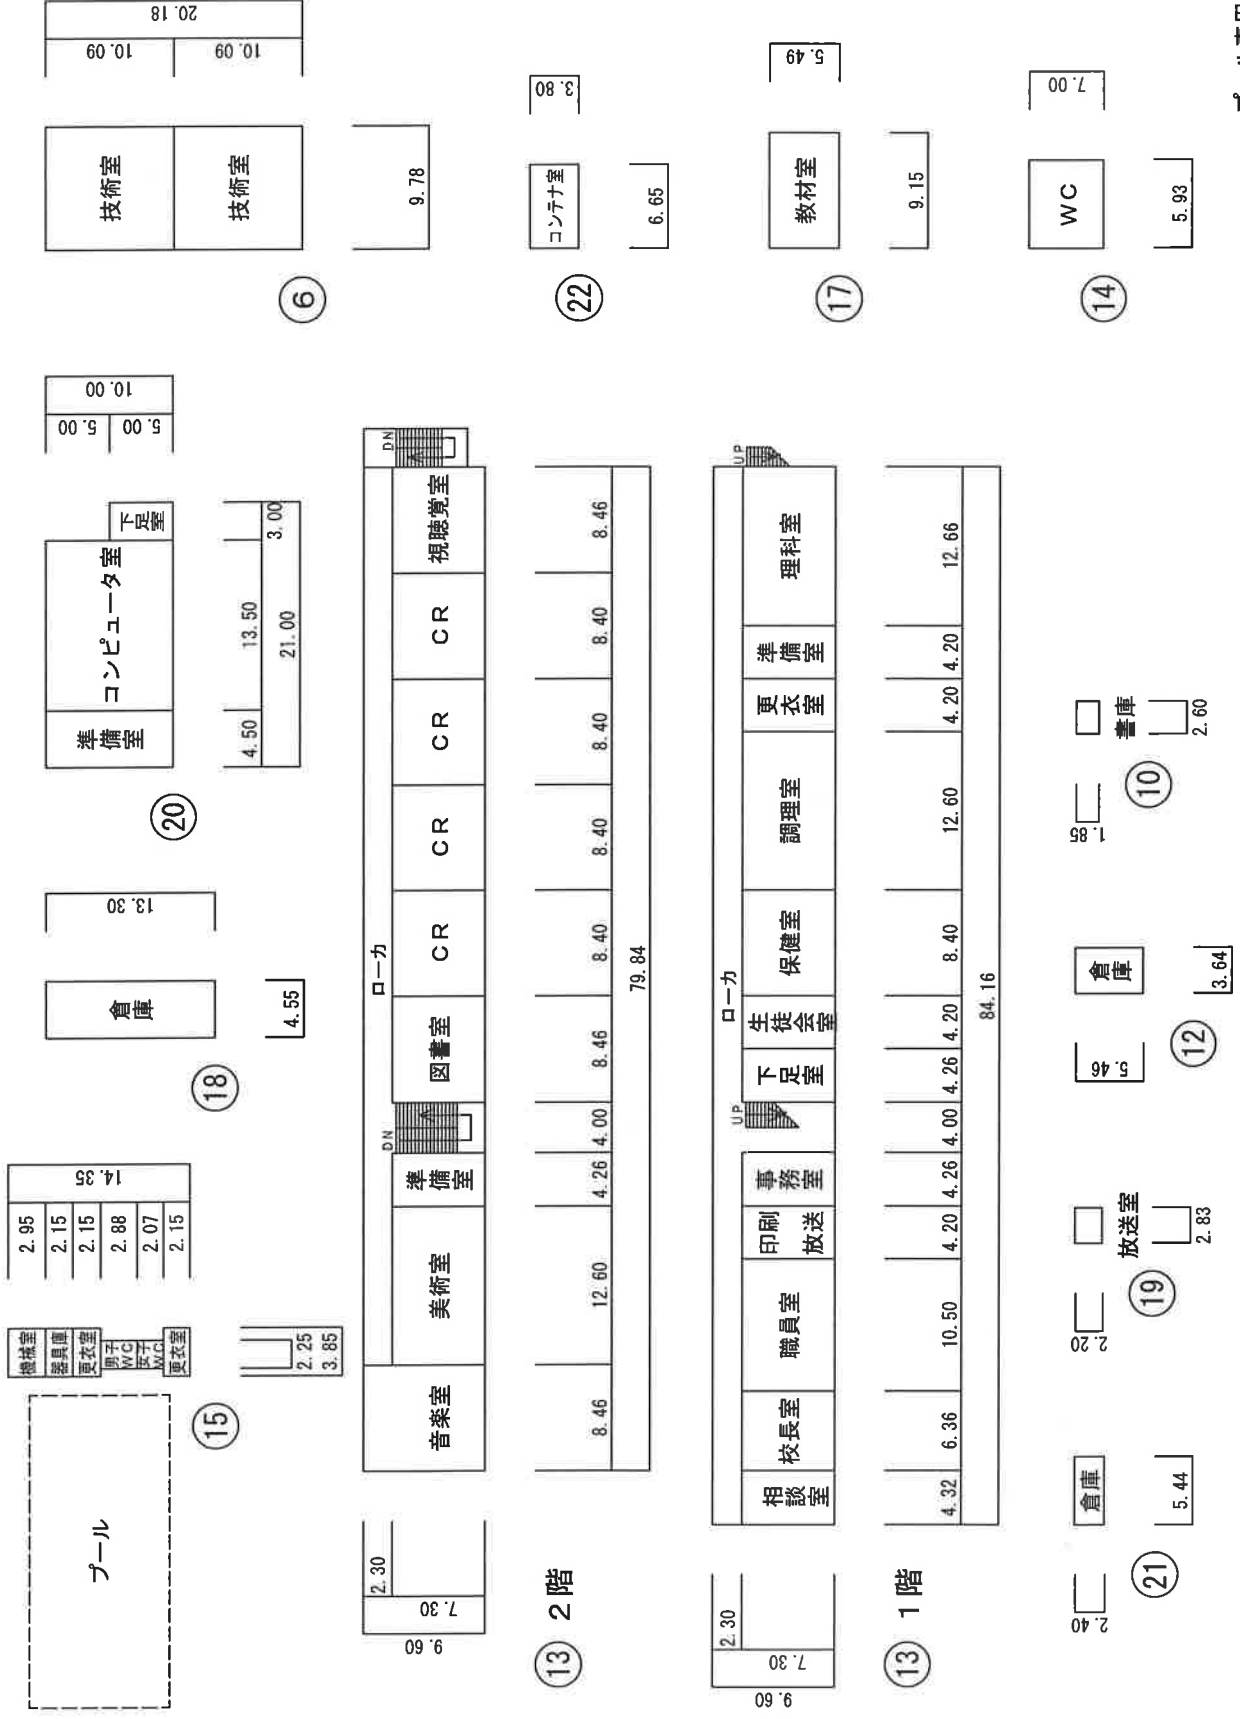 プール
機械室
器具庫
更衣室
男子
WC
女子
WC
更衣室
2.95
2.15
2.15
2.88
2.07
2.15
14.35
2.25
3.85
⑮
倉庫
13.30
4.55
⑱
準備室
コンピュータ室
下足室
5.00
5.00
10.00
4.50
13.50
3.00
21.00
⑳
技術室
技術室
10.09
10.09
20.18
9.78
⑥
ローカ
DN
DN
音楽室
美術室
準備室
図書室
CR
CR
CR
CR
視聴覚室
8.46
12.60
4.26
4.00
8.46
8.40
8.40
8.40
8.40
8.46
79.84
2.30
7.30
9.60
⑬ 2階
コンテナ室
3.80
6.65
㉒
ローカ
UP
UP
相談室
校長室
職員室
印刷
放送
事務室
下足室
生徒会室
保健室
調理室
更衣室
準備室
理科室
4.32
6.36
10.50
4.20
4.26
4.00
4.26
4.20
8.40
12.60
4.20
4.20
12.66
84.16
2.30
7.30
9.60
⑬ 1階
教材室
5.49
9.15
⑰
倉庫
2.40
5.44
㉑
放送室
2.20
2.83
⑲
倉庫
5.46
3.64
⑫
書庫
1.85
2.60
⑩
WC
7.00
5.93
⑭